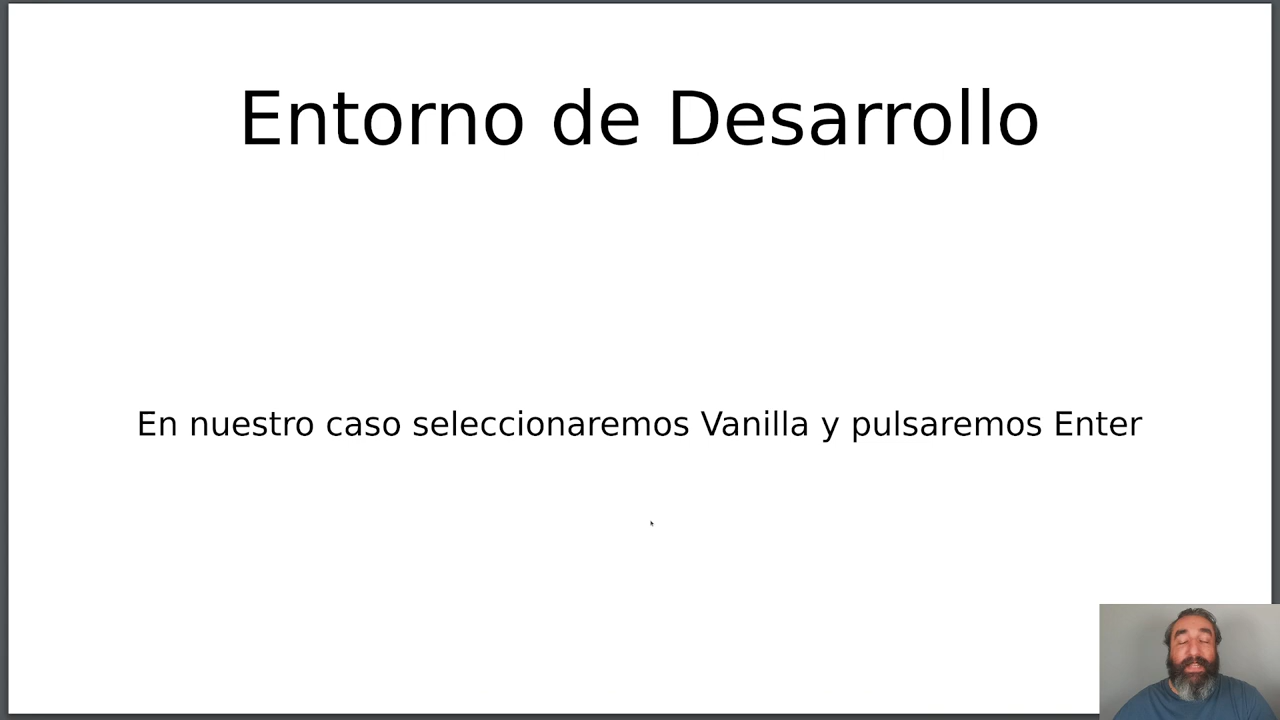 Entorno de Desarrollo
En nuestro caso seleccionaremos Vanilla y pulsaremos Enter